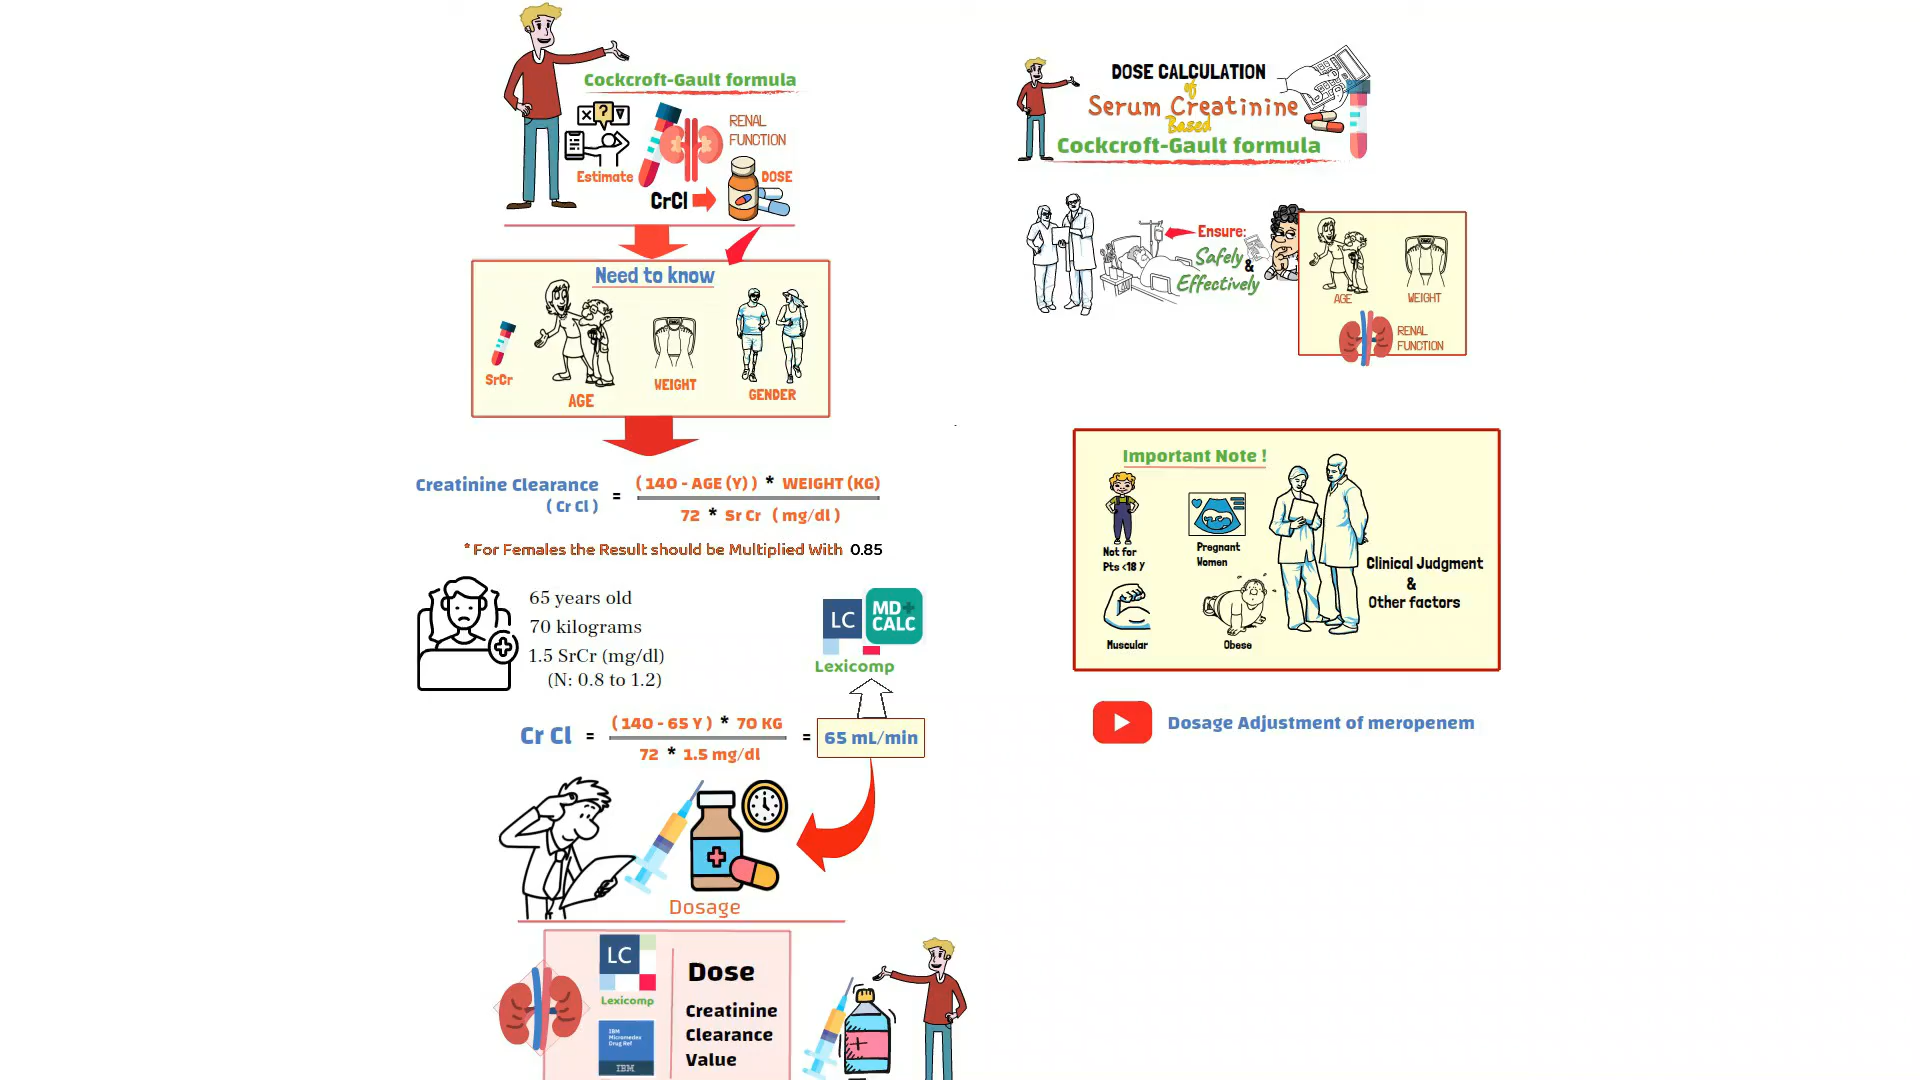 Cockcroft-Gault formula
RENAL
FUNCTION
?
Estimate
DOSE
CrCl
Need to know
SrCr
AGE
WEIGHT
GENDER
Creatinine Clearance
( Cr Cl )
=
( 140 - AGE (Y) ) * WEIGHT (KG)
72 * Sr Cr ( mg/dl )
* For Females the Result should be Multiplied With 0.85
65 years old
70 kilograms
1.5 SrCr (mg/dl)
(N: 0.8 to 1.2)
LC
MD+
CALC
Lexicomp
Cr Cl =
( 140 - 65 Y ) * 70 KG
72 * 1.5 mg/dl
= 65 mL/min
Dosage
LC
Lexicomp
IBM
Micromedex
Drug Ref
IBM
Dose
Creatinine
Clearance
Value
DOSE CALCULATION
of
Serum Creatinine
Based
Cockcroft-Gault formula
Ensure:
Safely
&
Effectively
AGE
WEIGHT
RENAL
FUNCTION
Important Note !
Not for
Pts <18 Y
Pregnant
Women
Muscular
Obese
Clinical Judgment
&
Other factors
Dosage Adjustment of meropenem